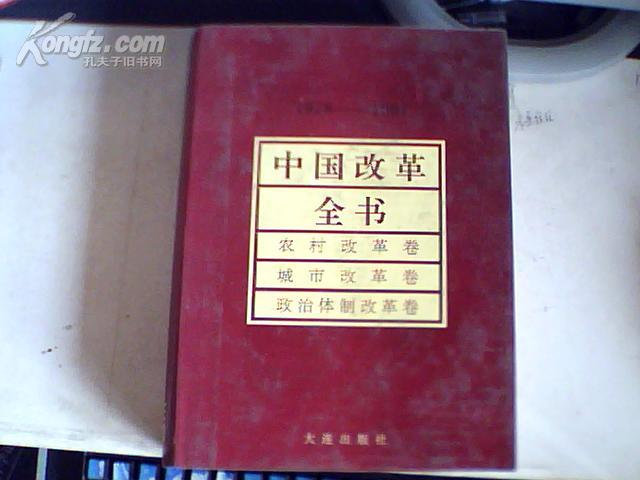 Kongfz.com
孔夫子旧书网
中国改革
全书
农村改革卷
城市改革卷
政治体制改革卷
大连出版社